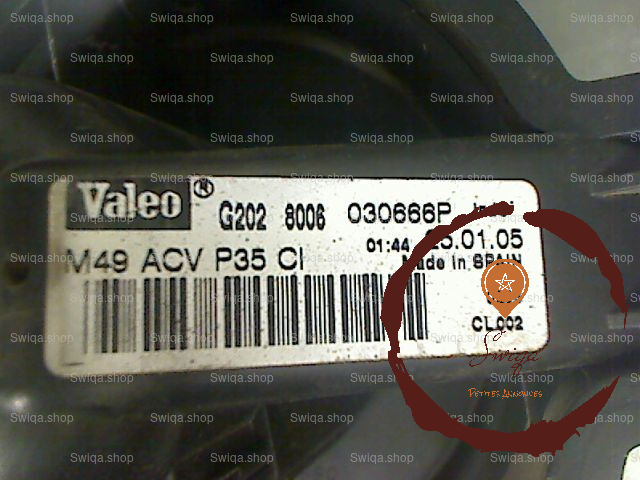 Valeo® G202 8006 030666P
01:44 25.01.05
M49 ACV P35 CI
Made in SPAIN
CL002
Swiqa
PETITES ANNONCES
Swiqa.shop